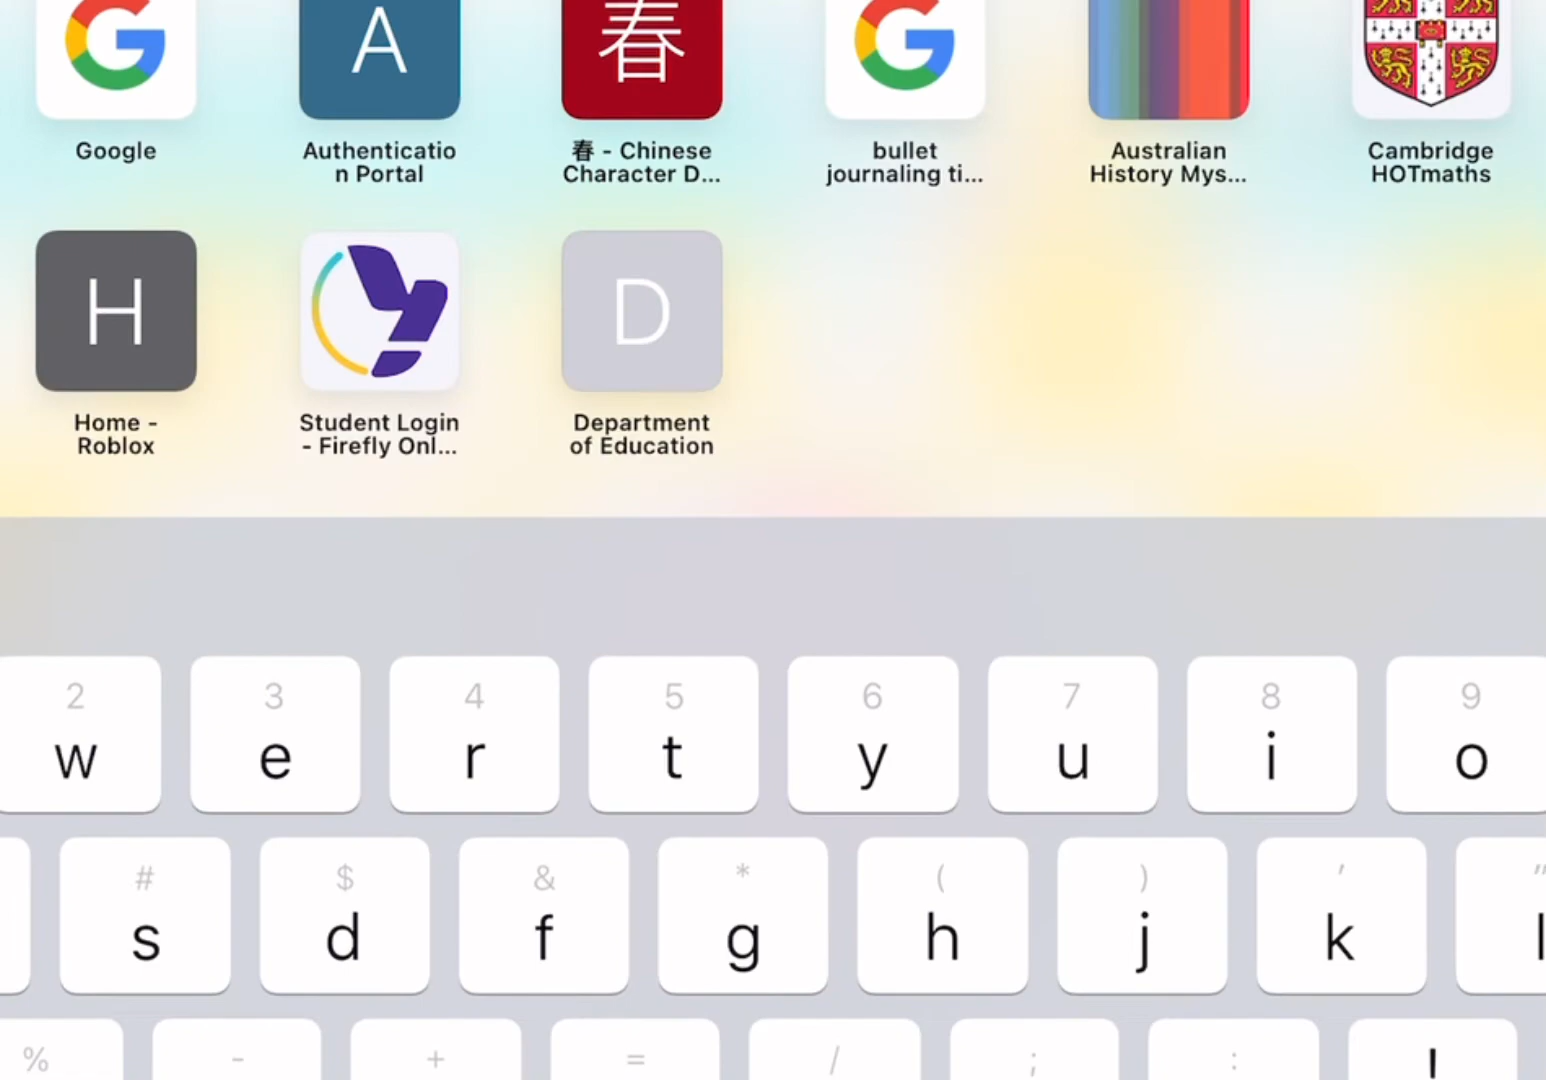 A
春
Google
Authenticatio
n Portal
春 - Chinese
Character D...
bullet
journaling ti...
Australian
History Mys...
Cambridge
HOTmaths
H
D
Home -
Roblox
Student Login
- Firefly Onl...
Department
of Education
2 3 4 5 6 7 8 9
w e r t y u i o
# $ & * ( ) ' "
s d f g h j k l
% - + = / ; : !